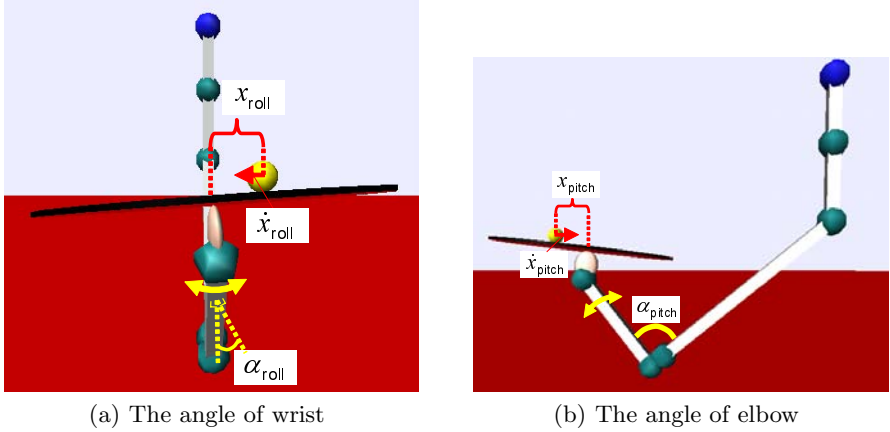 x_roll
ẋ_roll
α_roll
(a) The angle of wrist
x_pitch
ẋ_pitch
α_pitch
(b) The angle of elbow